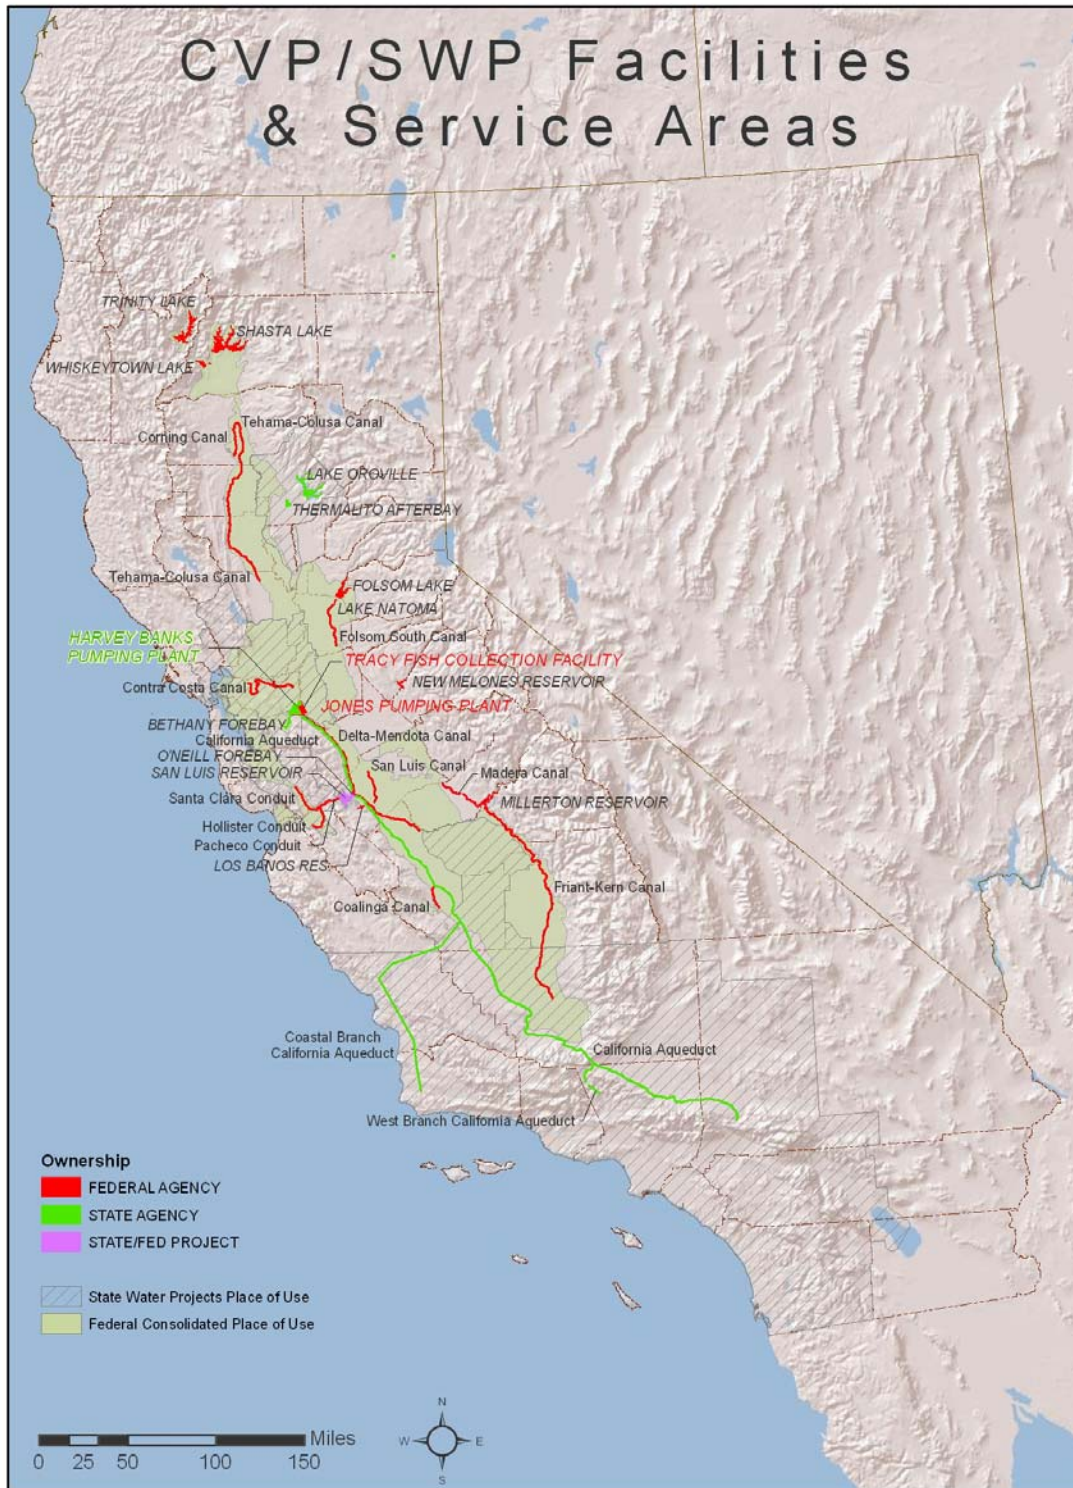 CVP/SWP Facilities
& Service Areas
TRINITY LAKE
SHASTA LAKE
WHISKEYTOWN LAKE
Tehama-Colusa Canal
Corning Canal
LAKE OROVILLE
THERMALITO AFTERBAY
Tehama-Colusa Canal
FOLSOM LAKE
LAKE NATOMA
Folsom South Canal
HARVEY BANKS
PUMPING PLANT
TRACY FISH COLLECTION FACILITY
NEW MELONES RESERVOIR
Contra Costa Canal
JONES PUMPING PLANT
BETHANY FOREBAY
California Aqueduct
Delta-Mendota Canal
O'NEILL FOREBAY
SAN LUIS RESERVOIR
San Luis Canal
Madera Canal
MILLERTON RESERVOIR
Santa Clara Conduit
Hollister Conduit
Pacheco Conduit
LOS BANOS RES
Coalinga Canal
Friant-Kern Canal
Coastal Branch
California Aqueduct
California Aqueduct
West Branch California Aqueduct
Ownership
FEDERAL AGENCY
STATE AGENCY
STATE/FED PROJECT
State Water Projects Place of Use
Federal Consolidated Place of Use
Miles
0 25 50 100 150
N
W E
S